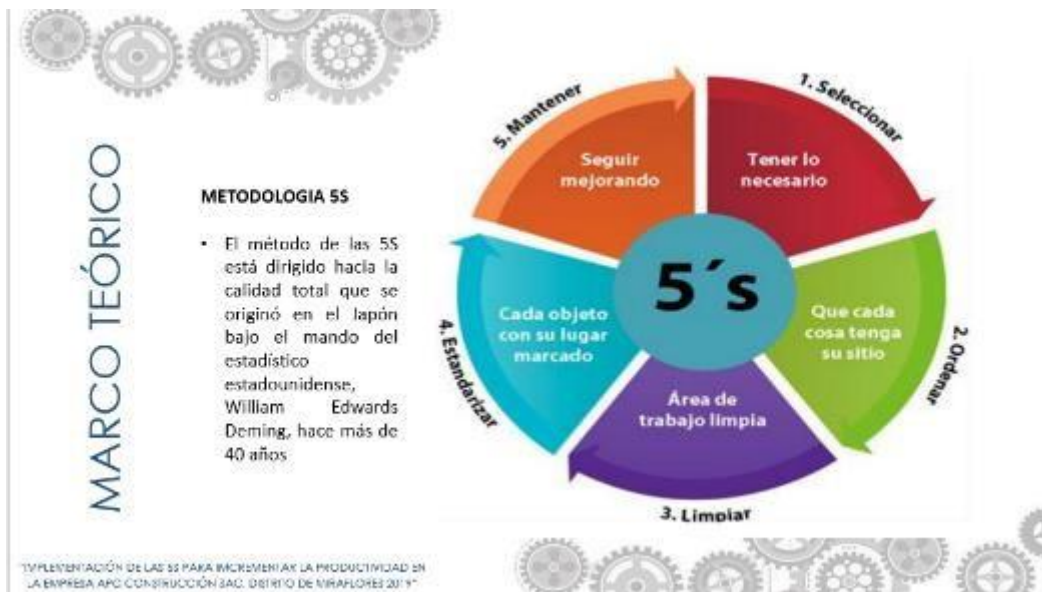 MARCO TEÓRICO
METODOLOGIA 5S
• El método de las 5S
está dirigido hacia la
calidad total que se
originó en el Japón
bajo el mando del
estadístico
estadounidense,
William Edwards
Deming, hace más de
40 años
5´s
1. Seleccionar
Tener lo
necesario
2. Ordenar
Que cada
cosa tenga
su sitio
3. Limpiar
Área de
trabajo limpia
4. Estandarizar
Cada objeto
con su lugar
marcado
5. Mantener
Seguir
mejorando
"IMPLEMENTACIÓN DE LAS 5S PARA INCREMENTAR LA PRODUCTIVIDAD EN
LA EMPRESA APC CONSTRUCCIÓN SAC. DISTRITO DE MIRAFLORES 2019"